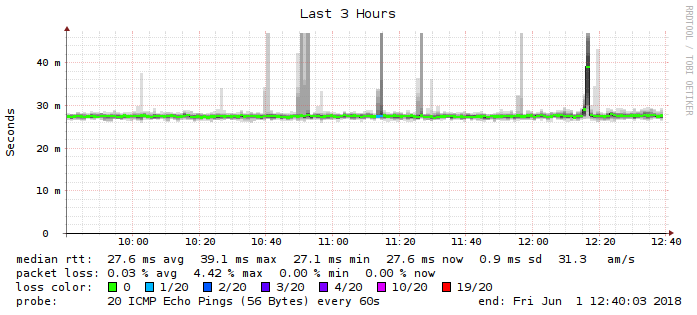 Last 3 Hours
RRDTOOL / TOBI OETIKER
Seconds
40 m
30 m
20 m
10 m
0
10:00 10:20 10:40 11:00 11:20 11:40 12:00 12:20 12:40
median rtt: 27.6 ms avg 39.1 ms max 27.1 ms min 27.6 ms now 0.9 ms sd 31.3 am/s
packet loss: 0.03 % avg 4.42 % max 0.00 % min 0.00 % now
loss color: 0 1/20 2/20 3/20 4/20 10/20 19/20
probe: 20 ICMP Echo Pings (56 Bytes) every 60s end: Fri Jun 1 12:40:03 2018